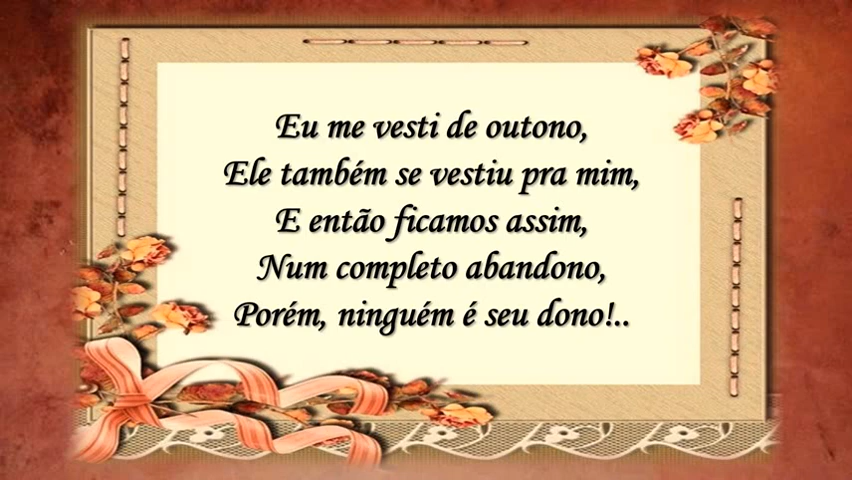 Eu me vesti de outono,
Ele também se vestiu pra mim,
E então ficamos assim,
Num completo abandono,
Porém, ninguém é seu dono!..